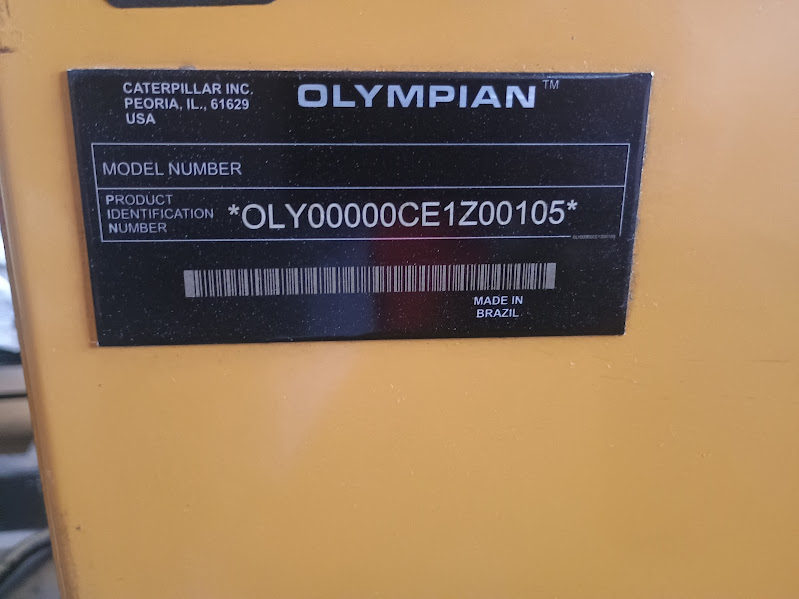 CATERPILLAR INC.
PEORIA, IL., 61629
USA
OLYMPIAN™
MODEL NUMBER
PRODUCT
IDENTIFICATION
NUMBER
*OLY00000CE1Z00105*
MADE IN
BRAZIL